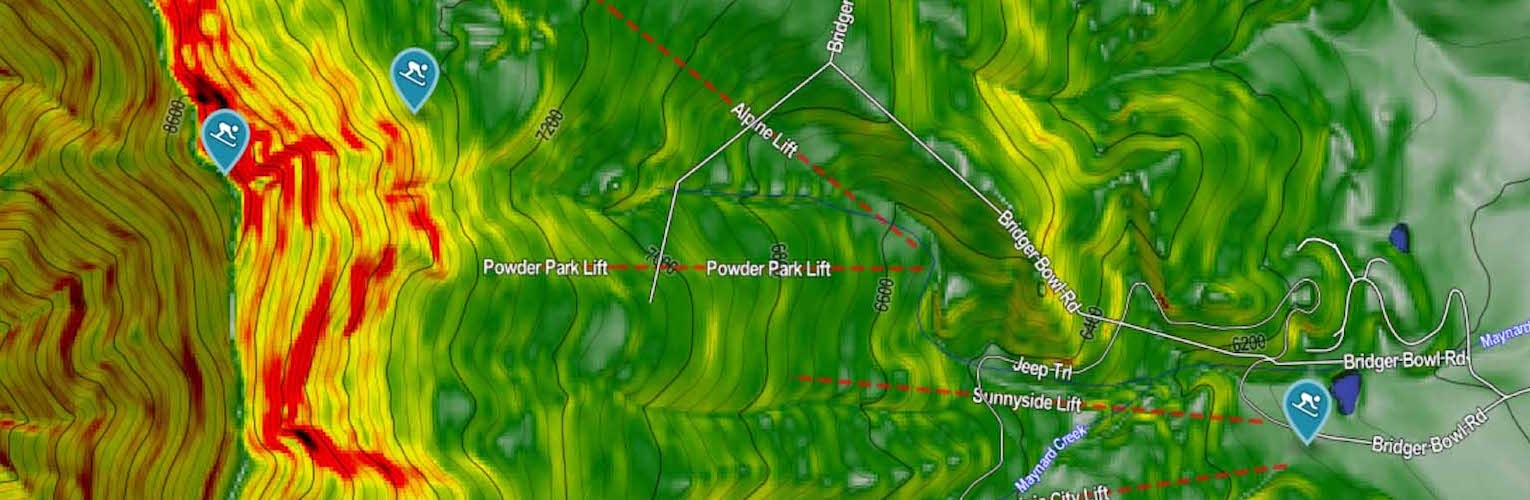 Bridger
8600
7200
Alpine Lift
Bridger Bowl Rd
Powder Park Lift
Powder Park Lift
6600
6400
6200
Maynard
Jeep Trl
Bridger Bowl Rd
Sunnyside Lift
Bridger Bowl Rd
Maynard Creek
City Lift